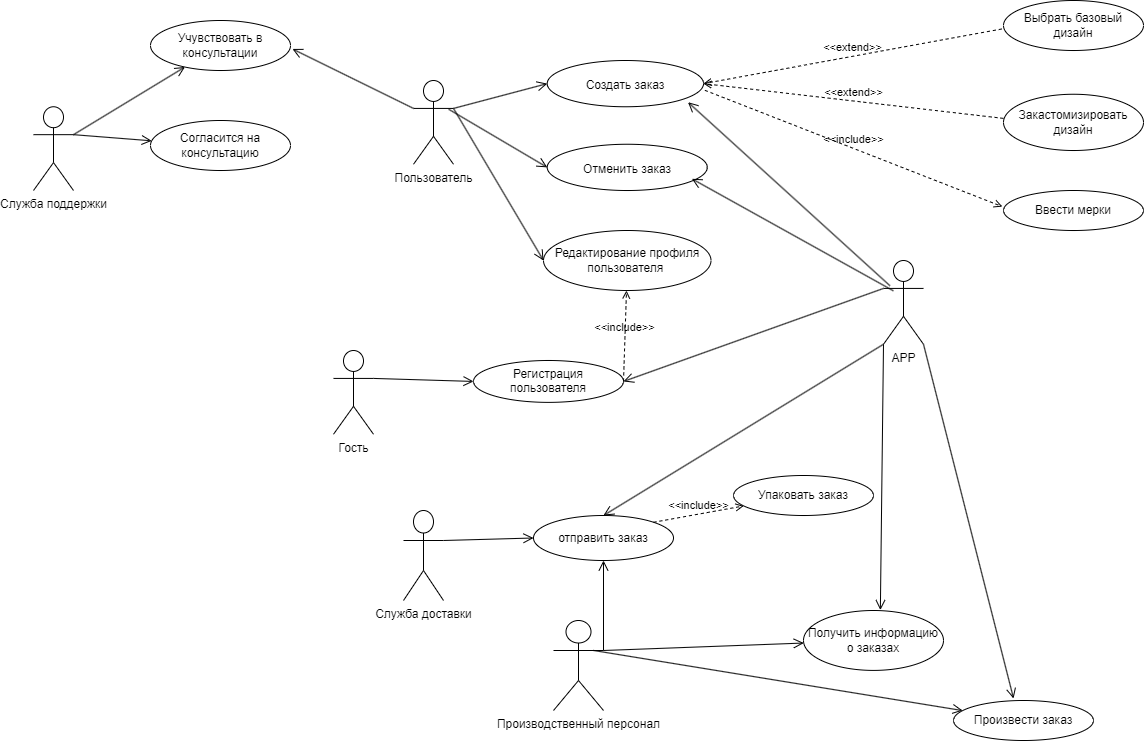 Выбрать базовый
дизайн
Учувствовать в
консультации
<<extend>>
Создать заказ
<<extend>>
Закастомизировать
дизайн
<<include>>
Согласится на
консультацию
Отменить заказ
Пользователь
Служба поддержки
Ввести мерки
Редактирование профиля
пользователя
<<include>>
APP
Регистрация
пользователя
Гость
Упаковать заказ
<<include>>
отправить заказ
Служба доставки
Получить информацию
о заказах
Производственный персонал
Произвести заказ